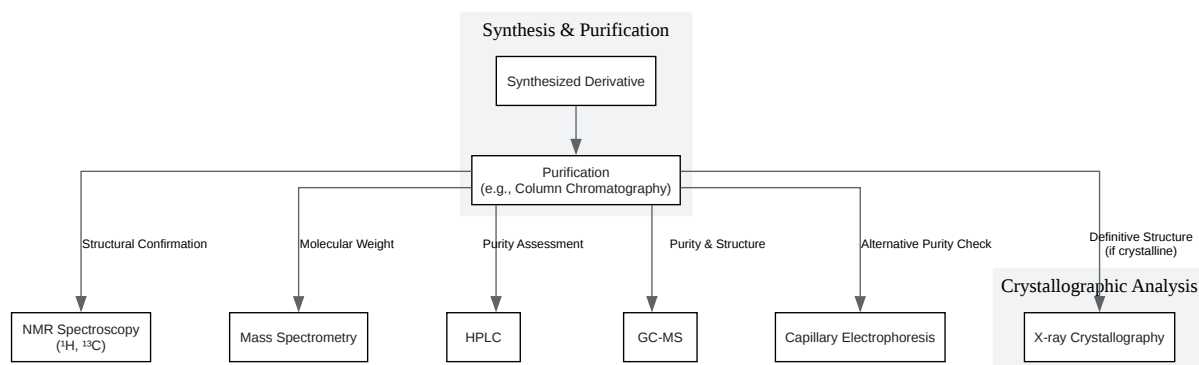 Synthesis & Purification
Synthesized Derivative
Purification
(e.g., Column Chromatography)
Structural Confirmation
Molecular Weight
Purity Assessment
Purity & Structure
Alternative Purity Check
Definitive Structure
(if crystalline)
Crystallographic Analysis
NMR Spectroscopy
(¹H, ¹³C)
Mass Spectrometry
HPLC
GC-MS
Capillary Electrophoresis
X-ray Crystallography